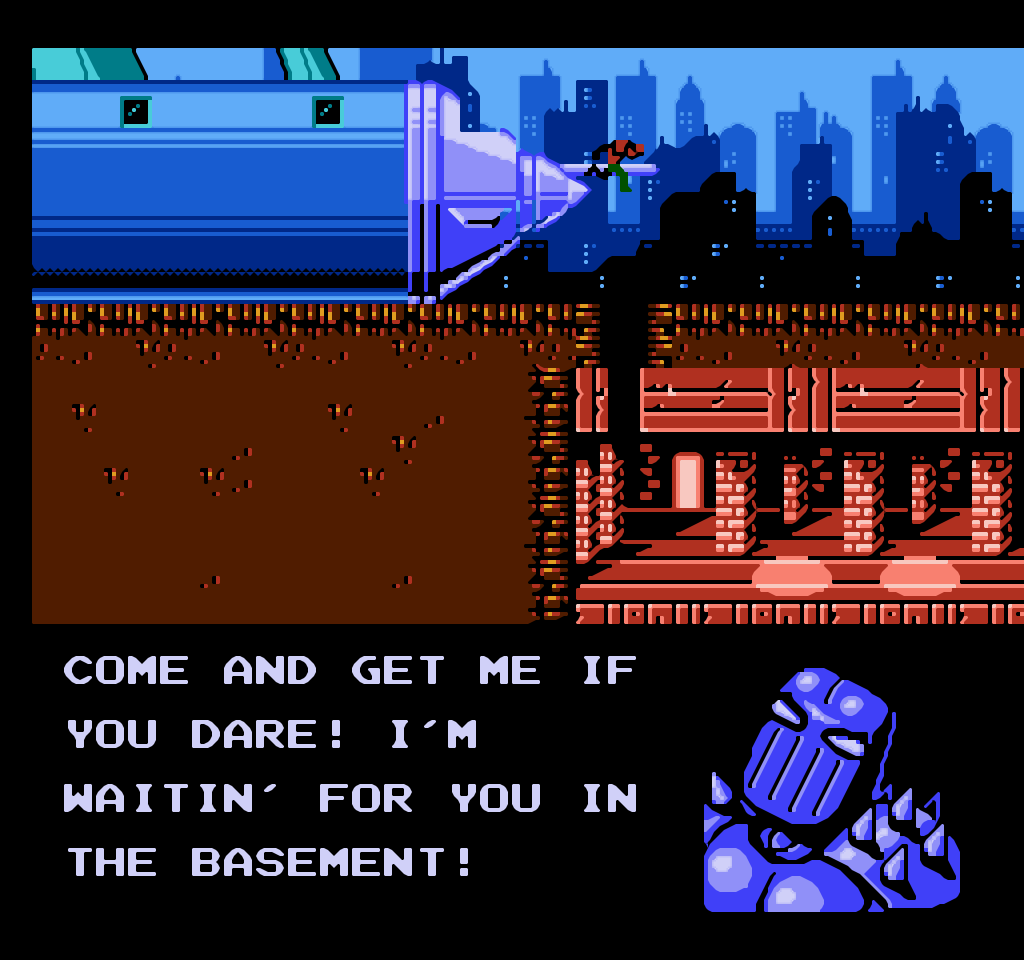 COME AND GET ME IF
YOU DARE! I´M
WAITIN´ FOR YOU IN
THE BASEMENT!